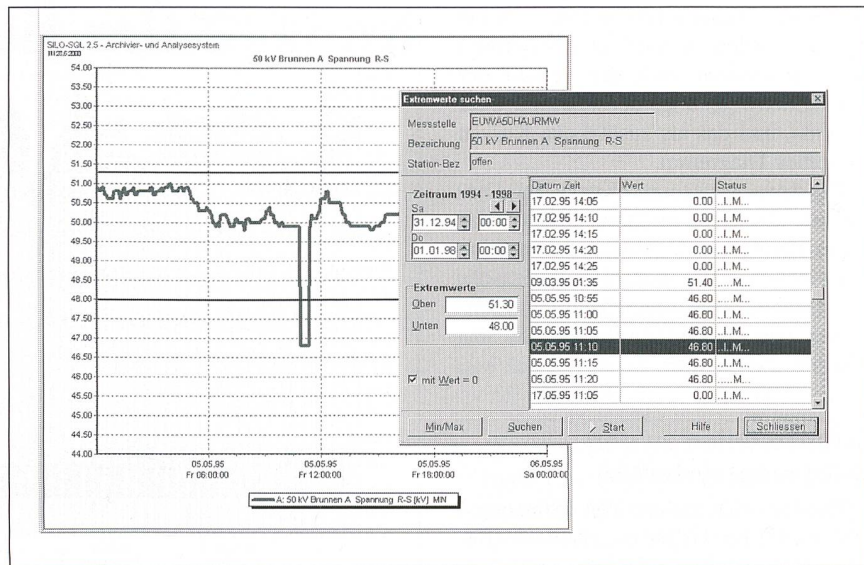 SILO-SQL 2.5 - Archivier- und Analysesystem
50 kV Brunnen A Spannung R-S
54.00
53.50
53.00
52.50
52.00
51.50
51.00
50.50
50.00
49.50
49.00
48.50
48.00
47.50
47.00
46.50
46.00
45.50
45.00
44.50
44.00
05.05.95
Fr 06:00:00
05.05.95
Fr 12:00:00
05.05.95
Fr 18:00:00
06.05.95
Sa 00:00:00
A: 50 kV Brunnen A Spannung R-S [kV] MN
Extremwerte suchen
Messstelle EUWA50HAURMW
Bezeichung 50 kV Brunnen A Spannung R-S
Station-Bez offen
Zeitraum 1994 - 1998
Sa
31.12.94 00:00
Do
01.01.98 00:00
Extremwerte
Oben 51.30
Unten 48.00
mit Wert = 0
Datum Zeit Wert Status
17.02.95 14:05 0.00 ..I..M...
17.02.95 14:10 0.00 ..I..M...
17.02.95 14:15 0.00 ..I..M...
17.02.95 14:20 0.00 ..I..M...
17.02.95 14:25 0.00 ..I..M...
09.03.95 01:35 51.40 .....M...
05.05.95 10:55 46.80 .....M...
05.05.95 11:00 46.80 ..I..M...
05.05.95 11:05 46.80 ..I..M...
05.05.95 11:10 46.80 ..I..M...
05.05.95 11:15 46.80 ..I..M...
05.05.95 11:20 46.80 .....M...
17.05.95 11:05 0.00 ..I..M...
Min/Max Suchen Start Hilfe Schliessen